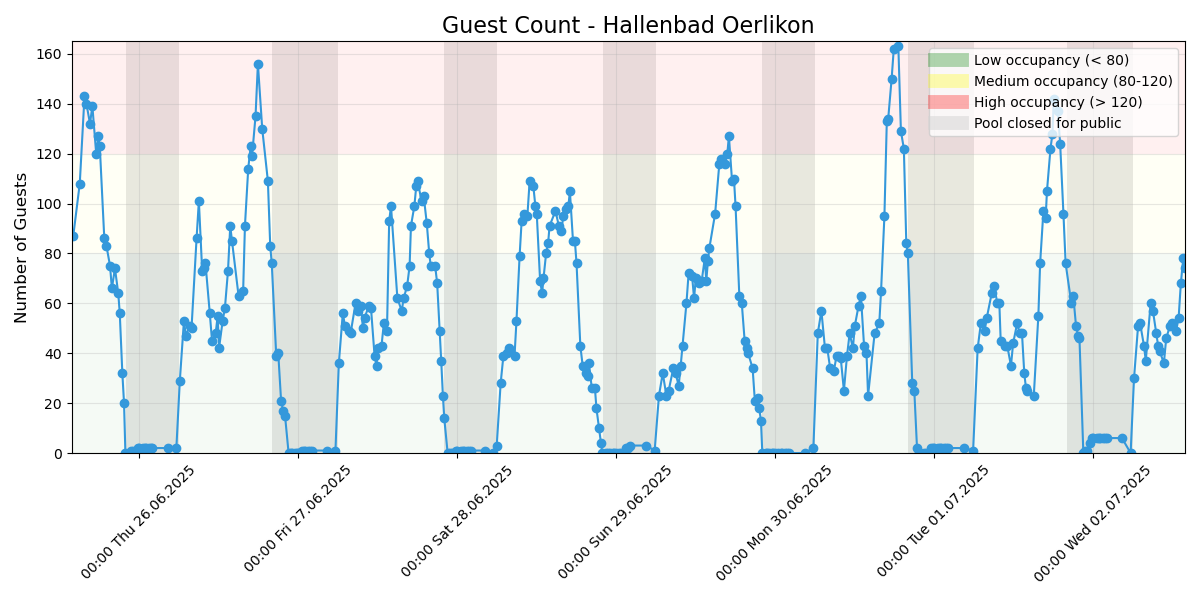 Guest Count - Hallenbad Oerlikon
Low occupancy (< 80)
Medium occupancy (80-120)
High occupancy (> 120)
Pool closed for public
Number of Guests
160
140
120
100
80
60
40
20
0
00:00 Thu 26.06.2025
00:00 Fri 27.06.2025
00:00 Sat 28.06.2025
00:00 Sun 29.06.2025
00:00 Mon 30.06.2025
00:00 Tue 01.07.2025
00:00 Wed 02.07.2025